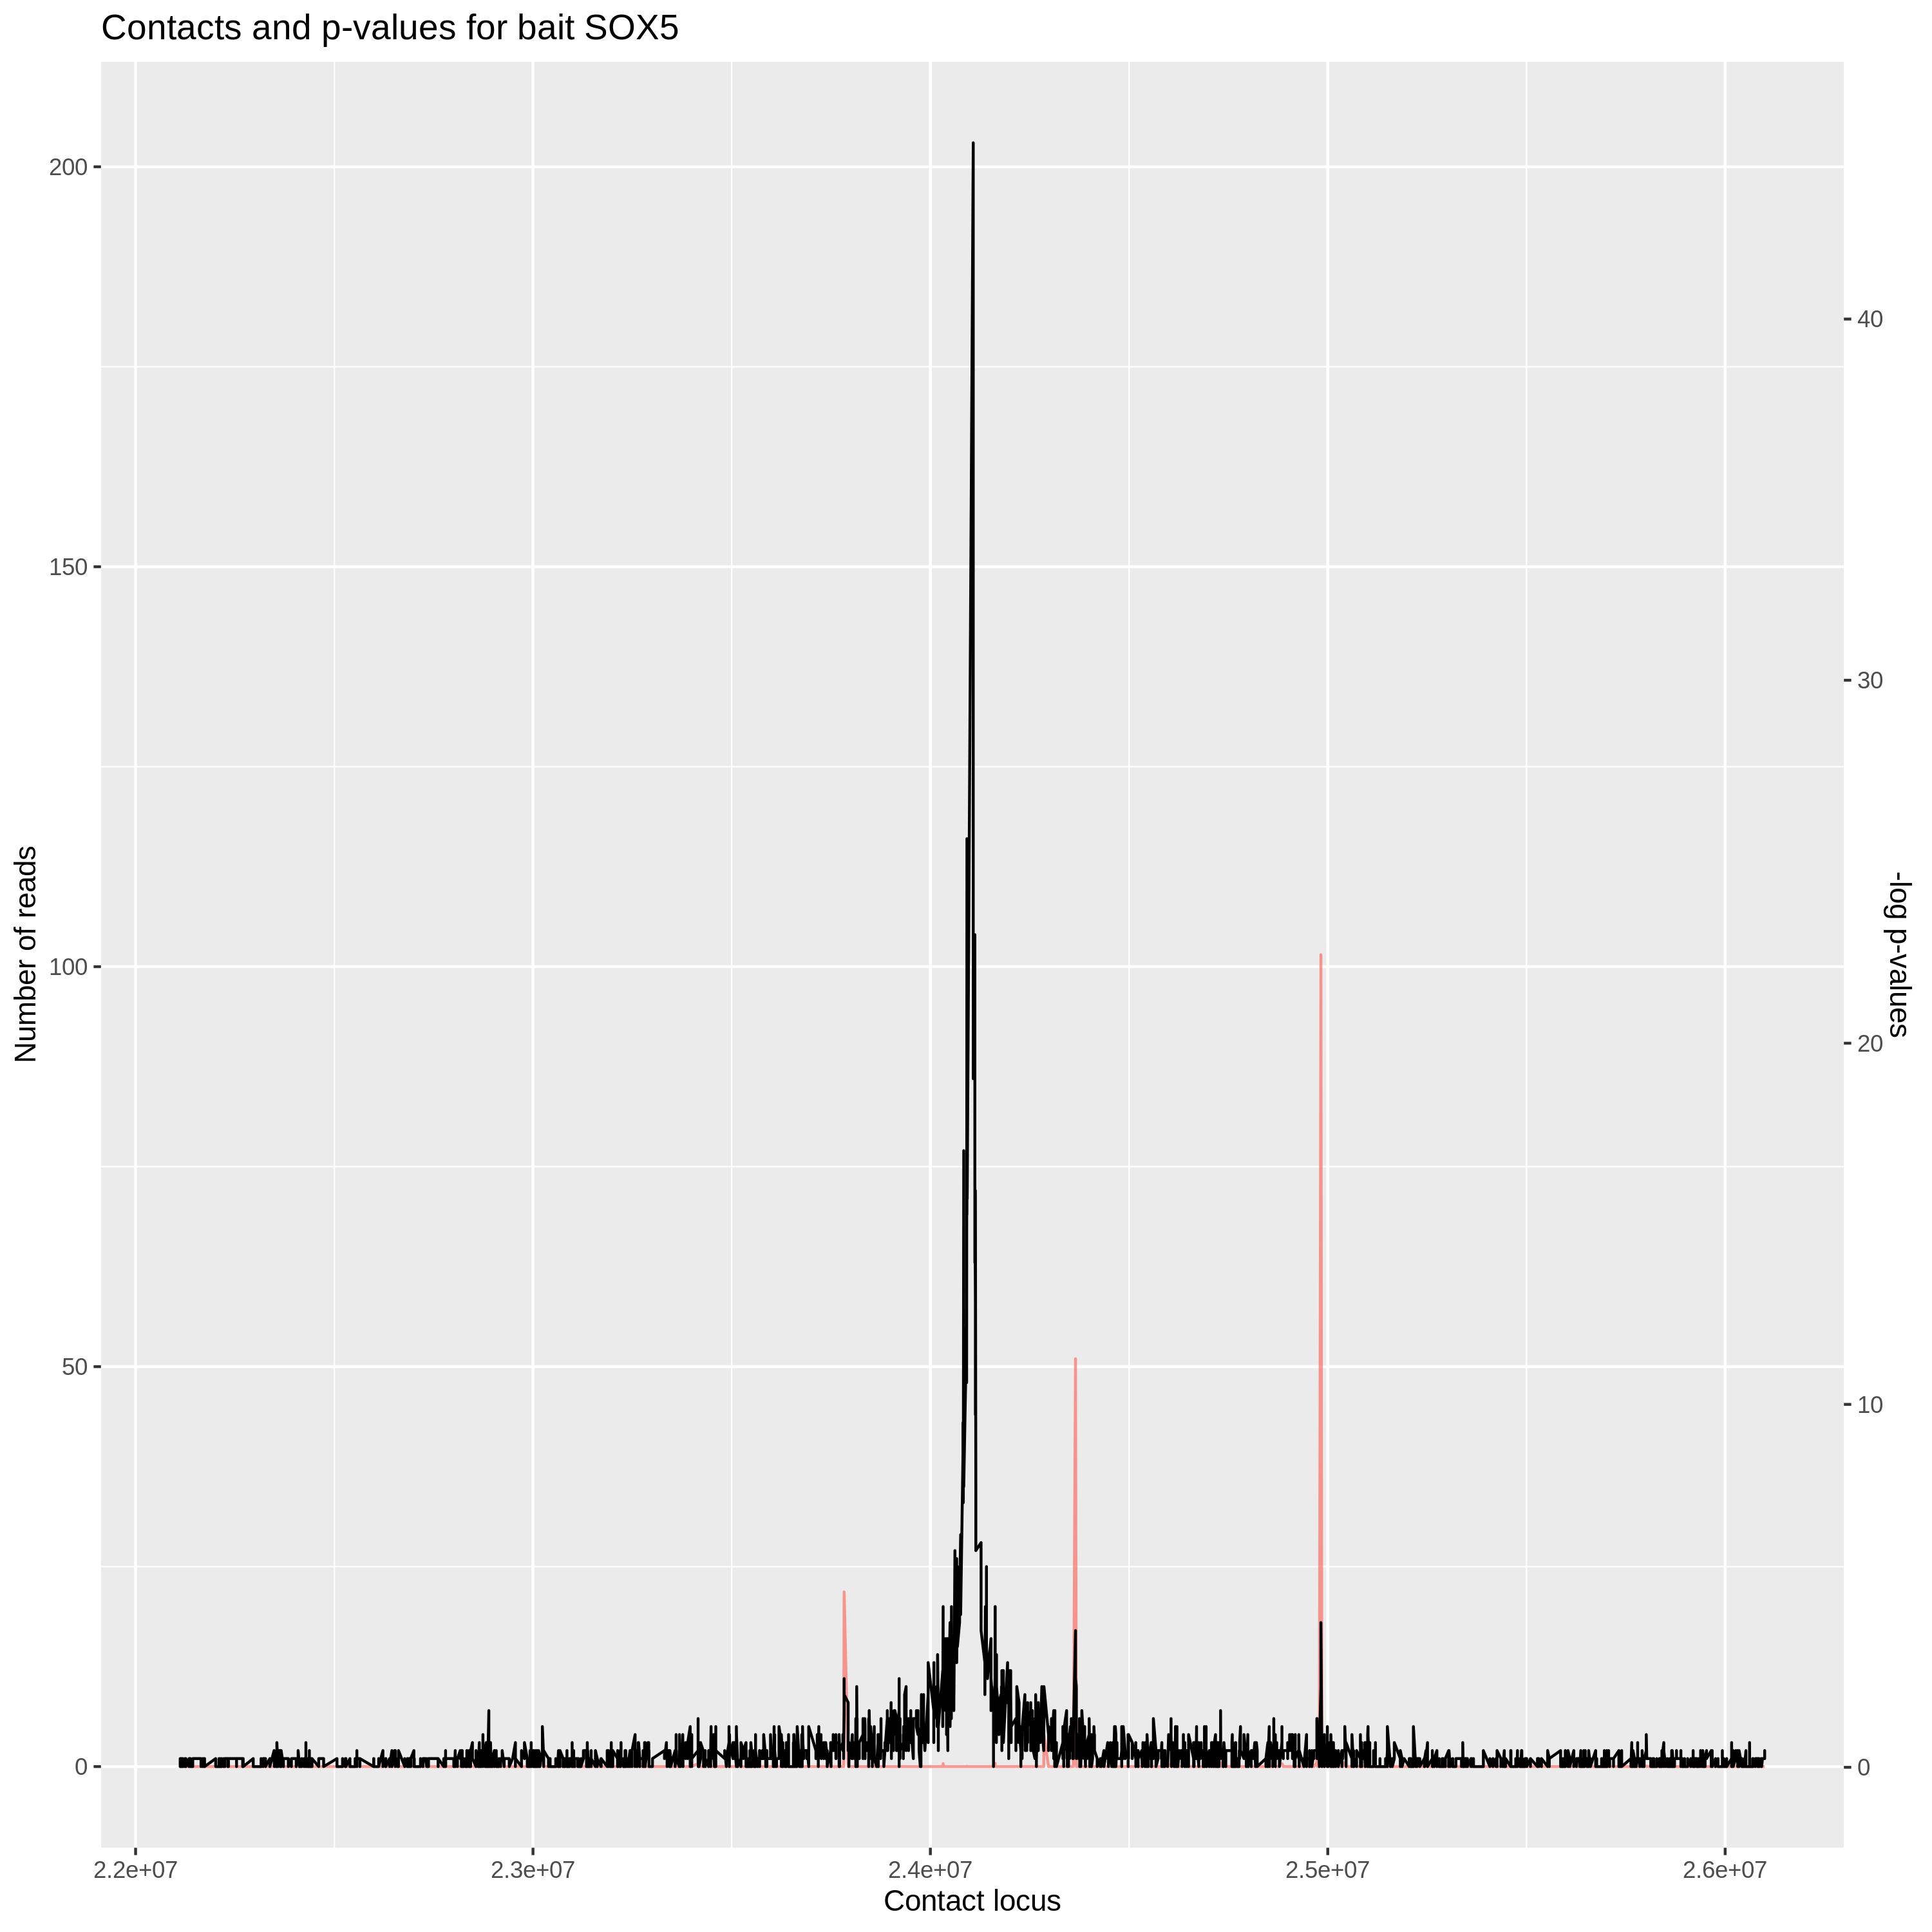 Contacts and p-values for bait SOX5
200
150
100
50
0
Number of reads
40
30
20
10
0
-log p-values
2.2e+07 2.3e+07 2.4e+07 2.5e+07 2.6e+07
Contact locus